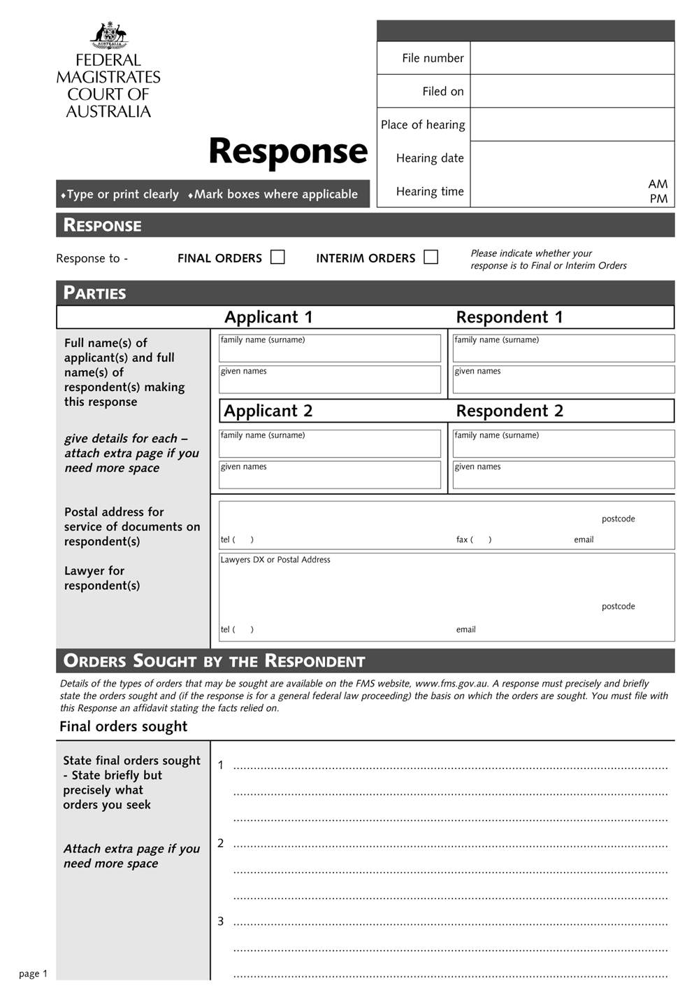 AUSTRALIA
FEDERAL
MAGISTRATES
COURT OF
AUSTRALIA
Response
♦Type or print clearly ♦Mark boxes where applicable
File number
Filed on
Place of hearing
Hearing date
Hearing time
AM
PM
RESPONSE
Response to - FINAL ORDERS INTERIM ORDERS
Please indicate whether your
response is to Final or Interim Orders
PARTIES
Applicant 1 Respondent 1
Full name(s) of
applicant(s) and full
name(s) of
respondent(s) making
this response
family name (surname) family name (surname)
given names given names
Applicant 2 Respondent 2
give details for each –
attach extra page if you
need more space
family name (surname) family name (surname)
given names given names
Postal address for
service of documents on
respondent(s)
postcode
tel ( ) fax ( ) email
Lawyer for
respondent(s)
Lawyers DX or Postal Address
postcode
tel ( ) email
ORDERS SOUGHT BY THE RESPONDENT
Details of the types of orders that may be sought are available on the FMS website, www.fms.gov.au. A response must precisely and briefly
state the orders sought and (if the response is for a general federal law proceeding) the basis on which the orders are sought. You must file with
this Response an affidavit stating the facts relied on.
Final orders sought
State final orders sought
- State briefly but
precisely what
orders you seek
Attach extra page if you
need more space
1
2
3
page 1